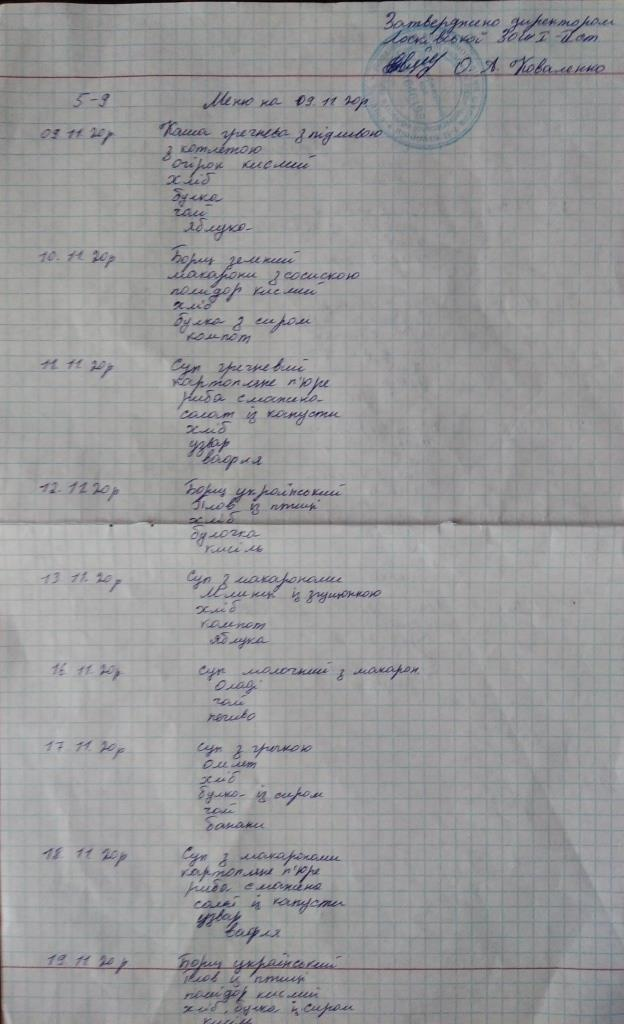 Затверджено директором
Лосківської ЗОШ І-ІІ ст.
О. А. Коваленко
5-9 Меню на 09.11.20р.
09.11.20р Каша гречнева з підливою
з котлетою
огірок кислий
хліб
булка
чай
яблуко
10.11.20р Борщ зелений
макарони з сосискою
помідор кислий
хліб
булка з сиром
компот
11.11.20р Суп гречневий
картопляне п'юре
риба смажена
салат із капусти
хліб
узвар
вафля
12.11.20р Борщ український
Плов із птиці
хліб
булочка
кисіль
13.11.20р Суп з макаронами
Млинці із згущонкою
хліб
компот
яблука
16.11.20р Суп молочний з макарон.
Оладі
чай
печиво
17.11.20р Суп з гречкою
Омлет
хліб
булка із сиром
чай
банани
18.11.20р Суп з макаронами
картопляне п'юре
риба смажена
салат із капусти
узвар
вафля
19.11.20р Борщ український
плов із птиці
помідор кислий
хліб, булка із сиром
кисіль